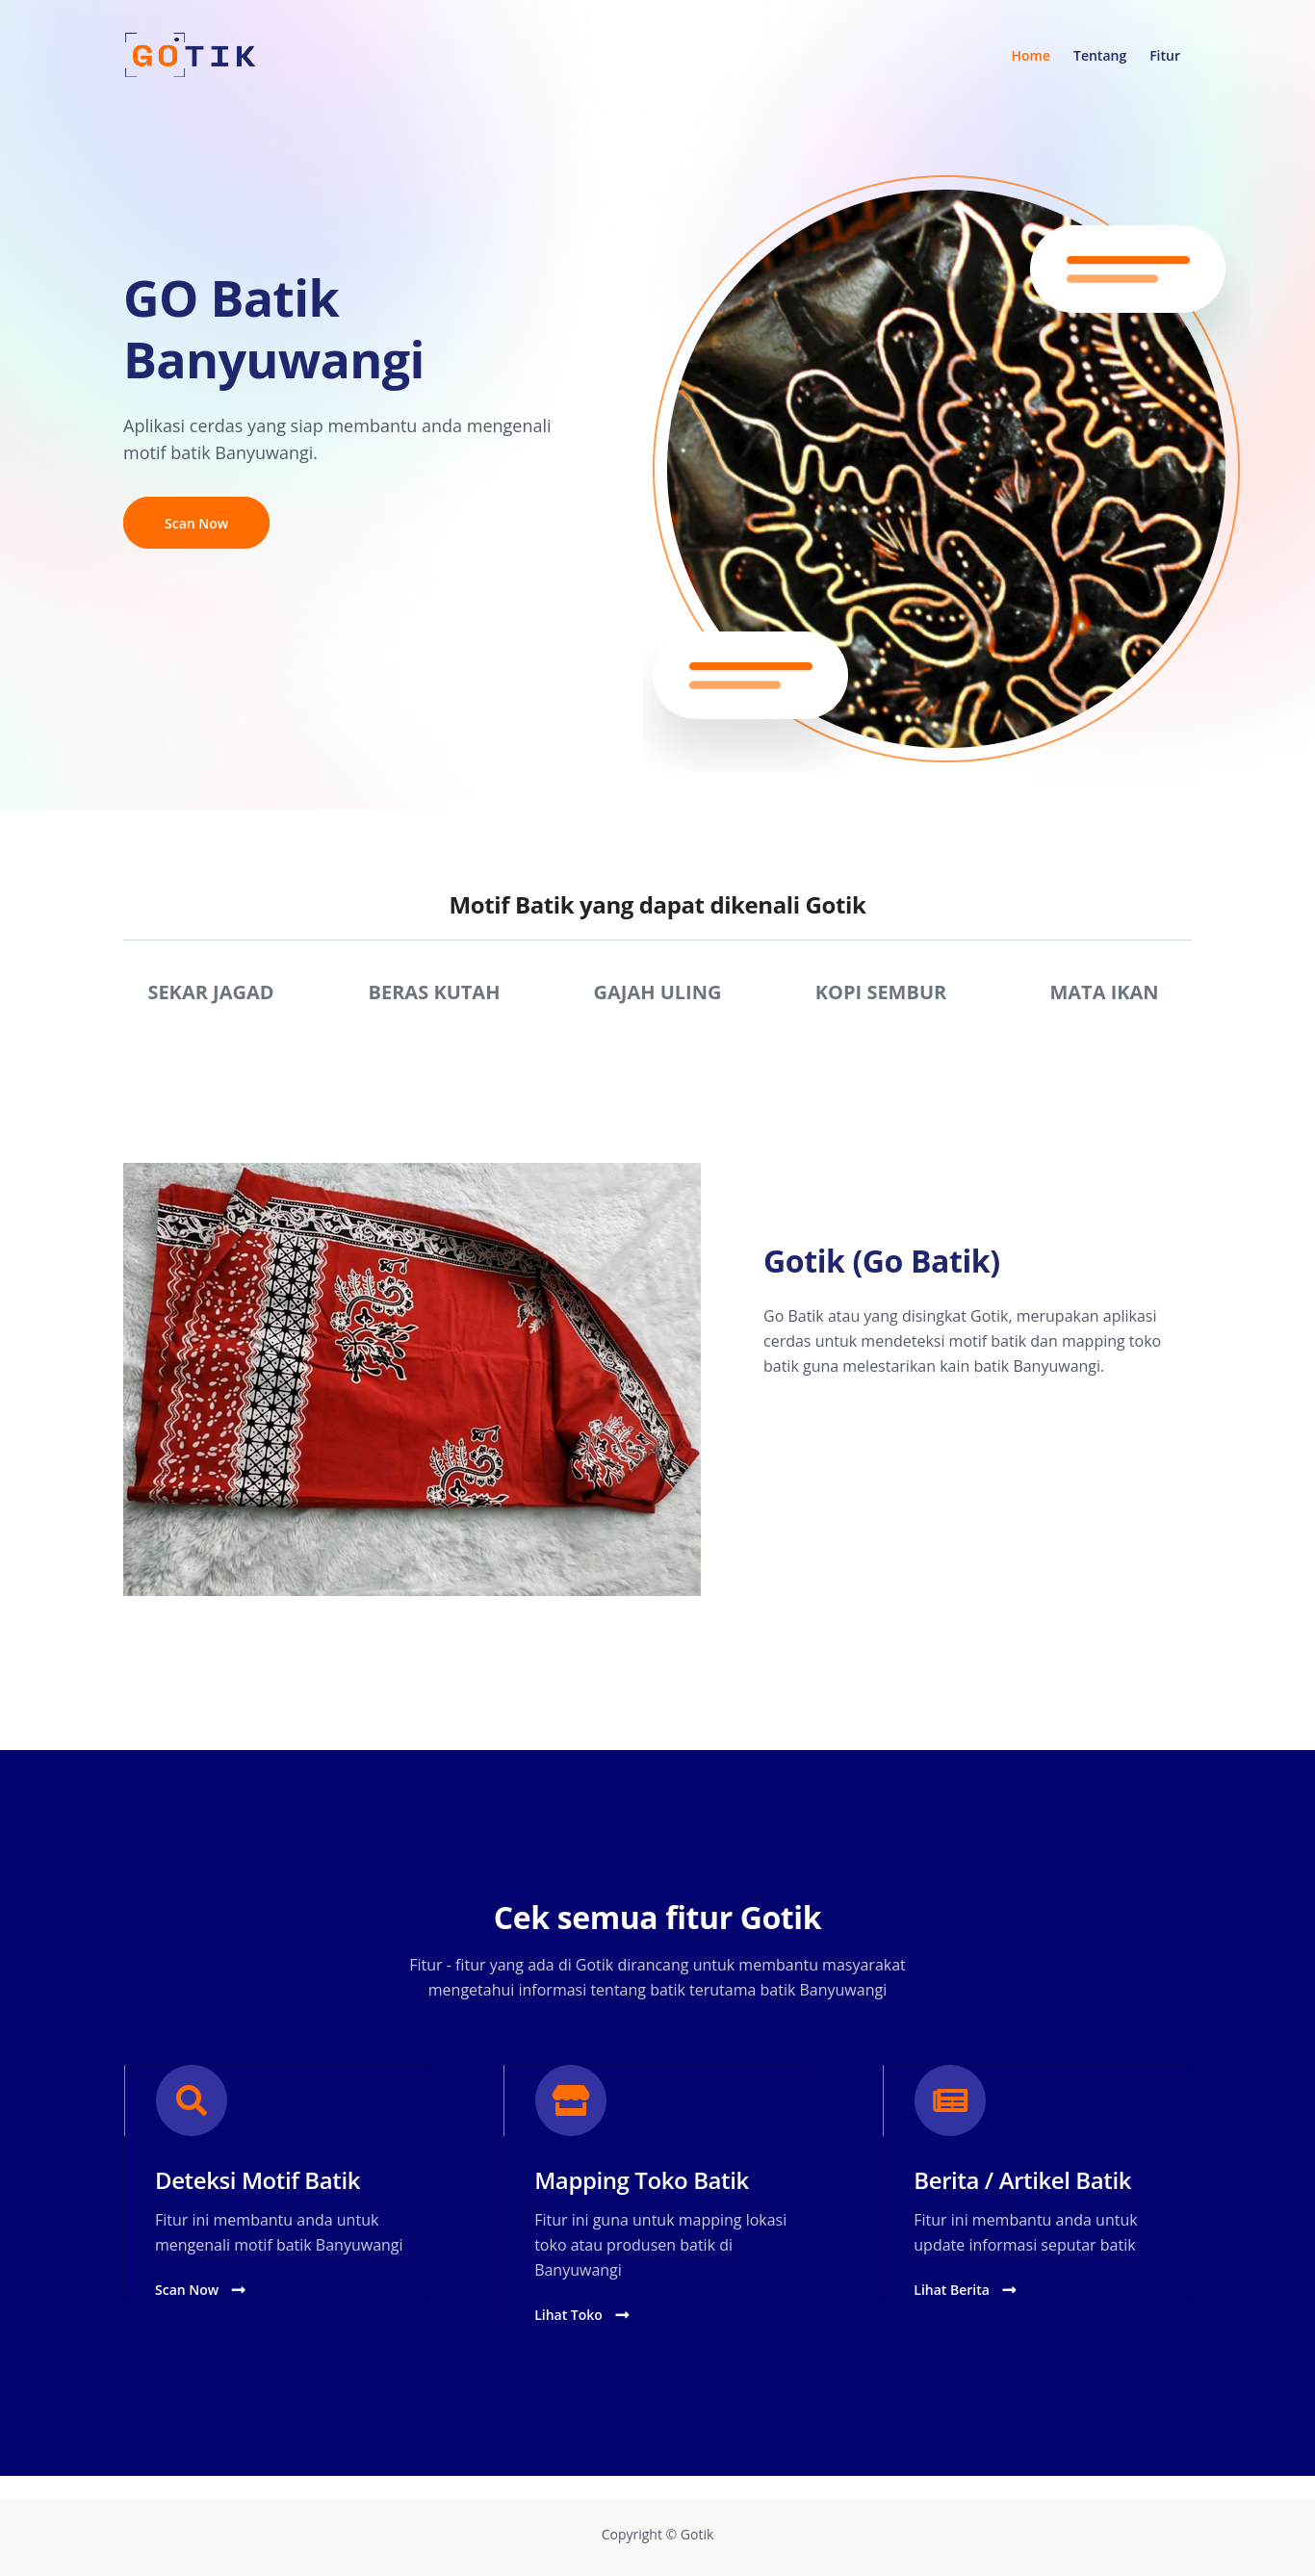 GOTIK
Home Tentang Fitur
GO Batik
Banyuwangi
Aplikasi cerdas yang siap membantu anda mengenali
motif batik Banyuwangi.
Scan Now
Motif Batik yang dapat dikenali Gotik
SEKAR JAGAD BERAS KUTAH GAJAH ULING KOPI SEMBUR MATA IKAN
Gotik (Go Batik)
Go Batik atau yang disingkat Gotik, merupakan aplikasi
cerdas untuk mendeteksi motif batik dan mapping toko
batik guna melestarikan kain batik Banyuwangi.
Cek semua fitur Gotik
Fitur - fitur yang ada di Gotik dirancang untuk membantu masyarakat
mengetahui informasi tentang batik terutama batik Banyuwangi
Deteksi Motif Batik
Fitur ini membantu anda untuk
mengenali motif batik Banyuwangi
Scan Now
Mapping Toko Batik
Fitur ini guna untuk mapping lokasi
toko atau produsen batik di
Banyuwangi
Lihat Toko
Berita / Artikel Batik
Fitur ini membantu anda untuk
update informasi seputar batik
Lihat Berita
Copyright © Gotik